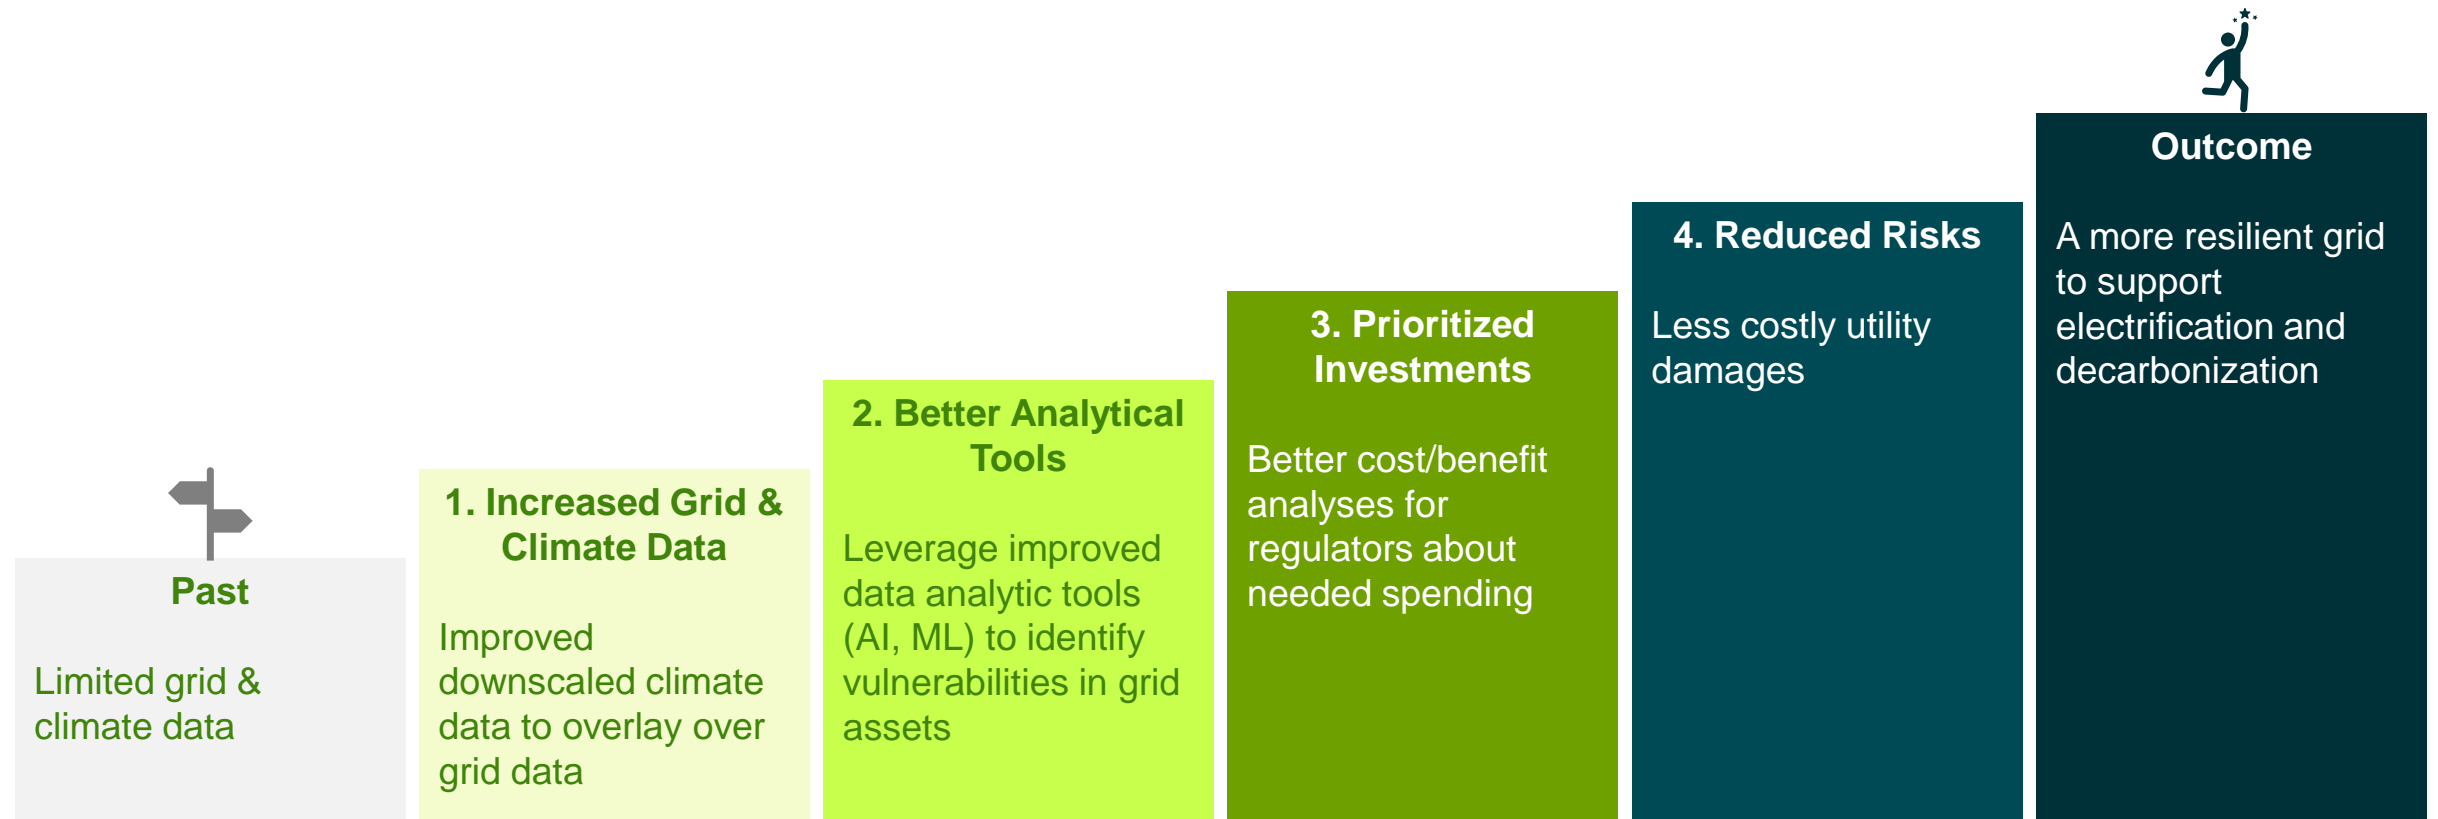 Past
Limited grid &
climate data
1. Increased Grid &
Climate Data
Improved
downscaled climate
data to overlay over
grid data
2. Better Analytical
Tools
Leverage improved
data analytic tools
(AI, ML) to identify
vulnerabilities in grid
assets
3. Prioritized
Investments
Better cost/benefit
analyses for
regulators about
needed spending
4. Reduced Risks
Less costly utility
damages
Outcome
A more resilient grid
to support
electrification and
decarbonization